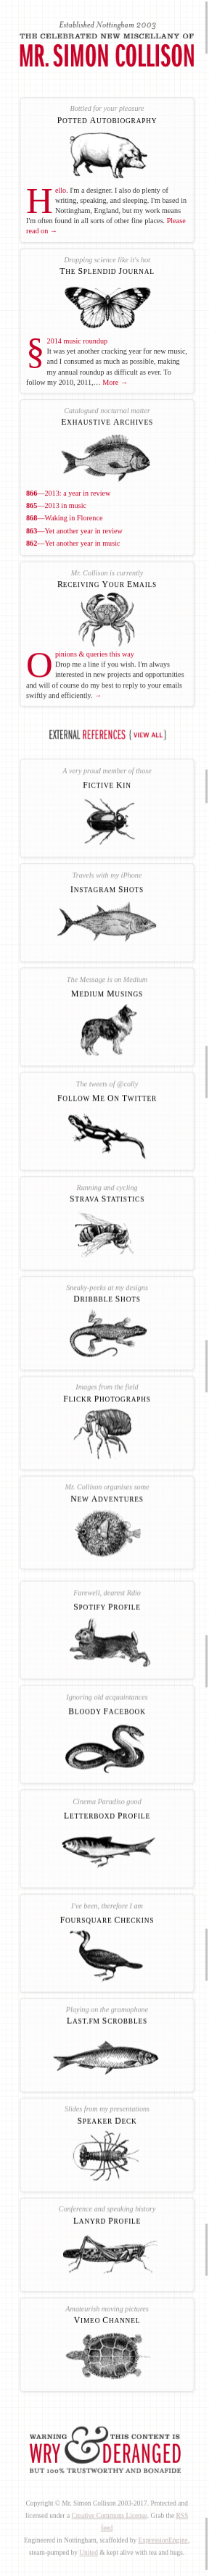 Established Nottingham 2003
THE CELEBRATED NEW MISCELLANY OF
MR. SIMON COLLISON
Bottled for your pleasure
POTTED AUTOBIOGRAPHY
Hello. I'm a designer. I also do plenty of
writing, speaking, and sleeping. I'm based in
Nottingham, England, but my work means
I'm often found in all sorts of other fine places. Please
read on →
Dropping science like it's hot
THE SPLENDID JOURNAL
§ 2014 music roundup
It was yet another cracking year for new music,
and I consumed as much as possible, making
my annual roundup as difficult as ever. To
follow my 2010, 2011,… More →
Catalogued nocturnal matter
EXHAUSTIVE ARCHIVES
866—2013: a year in review
865—2013 in music
868—Waking in Florence
863—Yet another year in review
862—Yet another year in music
Mr. Collison is currently
RECEIVING YOUR EMAILS
Opinions & queries this way
Drop me a line if you wish. I'm always
interested in new projects and opportunities
and will of course do my best to reply to your emails
swiftly and efficiently. →
EXTERNAL REFERENCES {VIEW ALL}
A very proud member of those
FICTIVE KIN
Travels with my iPhone
INSTAGRAM SHOTS
The Message is on Medium
MEDIUM MUSINGS
The tweets of @colly
FOLLOW ME ON TWITTER
Running and cycling
STRAVA STATISTICS
Sneaky-peeks at my designs
DRIBBBLE SHOTS
Images from the field
FLICKR PHOTOGRAPHS
Mr. Collison organises some
NEW ADVENTURES
Farewell, dearest Rdio
SPOTIFY PROFILE
Ignoring old acquaintances
BLOODY FACEBOOK
Cinema Paradiso good
LETTERBOXD PROFILE
I've been, therefore I am
FOURSQUARE CHECKINS
Playing on the gramophone
LAST.FM SCROBBLES
Slides from my presentations
SPEAKER DECK
Conference and speaking history
LANYRD PROFILE
Amateurish moving pictures
VIMEO CHANNEL
WARNING & THIS CONTENT IS
WRY & DERANGED
BUT 100% TRUSTWORTHY AND BONAFIDE
Copyright © Mr. Simon Collison 2003-2017. Protected and
licensed under a Creative Commons License. Grab the RSS
feed
Engineered in Nottingham, scaffolded by ExpressionEngine,
steam-pumped by United & kept alive with tea and hugs.